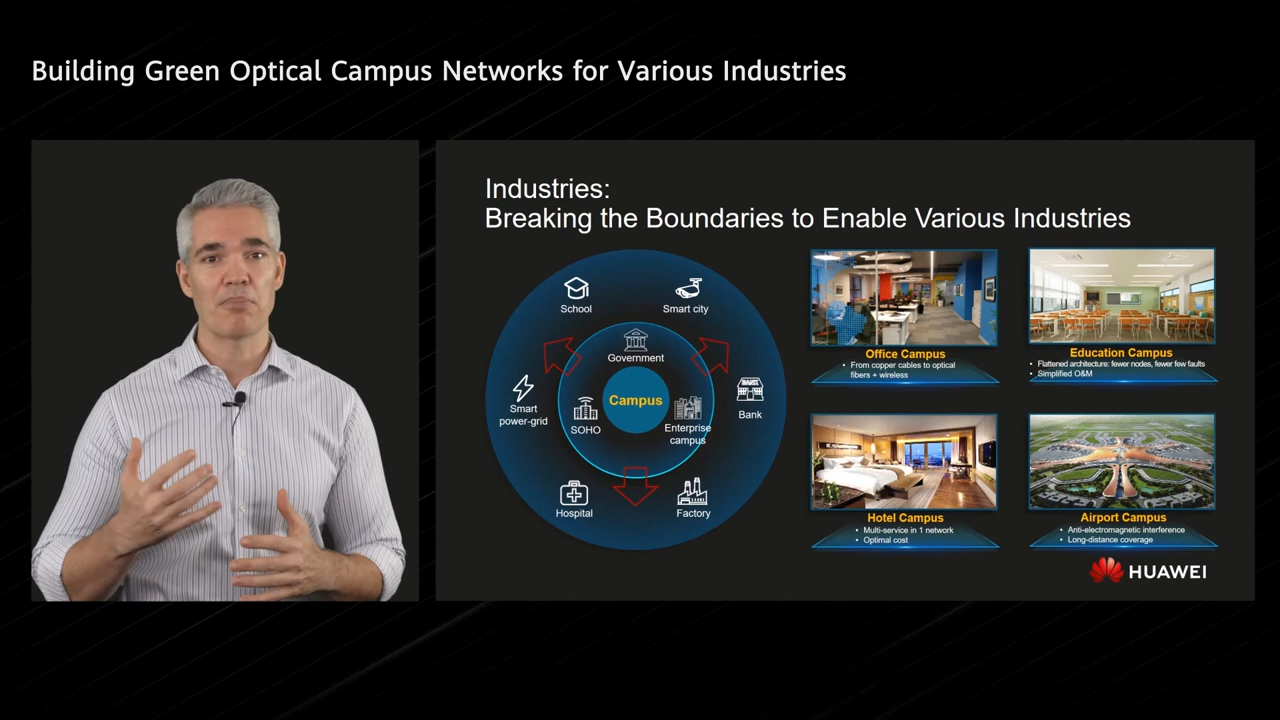 Building Green Optical Campus Networks for Various Industries
Industries:
Breaking the Boundaries to Enable Various Industries
School
Smart city
Government
Smart
power-grid
Campus
SOHO
Enterprise
campus
Bank
BANK
Hospital
Factory
Office Campus
• From copper cables to optical
fibers + wireless
Education Campus
• Flattened architecture: fewer nodes, fewer few faults
• Simplified O&M
Hotel Campus
• Multi-service in 1 network
• Optimal cost
Airport Campus
• Anti-electromagnetic interference
• Long-distance coverage
HUAWEI